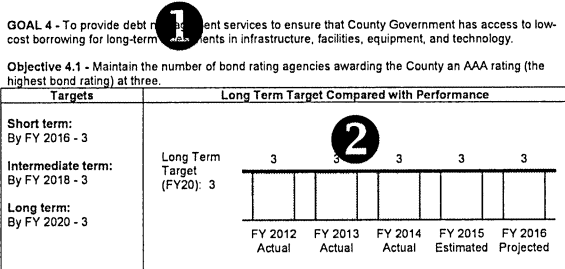 GOAL 4 - To provide debt m ent services to ensure that County Government has access to low-
cost borrowing for long-term ents in infrastructure, facilities, equipment, and technology.
1
Objective 4.1 - Maintain the number of bond rating agencies awarding the County an AAA rating (the
highest bond rating) at three.
Targets
Long Term Target Compared with Performance
Short term:
By FY 2016 - 3
Intermediate term:
By FY 2018 - 3
Long term:
By FY 2020 - 3
2
Long Term
Target
(FY20): 3
3 3 3 3 3
FY 2012 FY 2013 FY 2014 FY 2015 FY 2016
Actual Actual Actual Estimated Projected